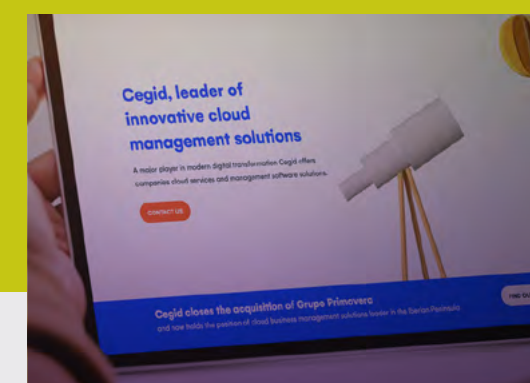 Cegid, leader of
innovative cloud
management solutions
A major player in modern digital transformation Cegid offers
companies cloud services and management software solutions.
CONTACT US
Cegid closes the acquisition of Grupo Primavera
and now holds the position of cloud business management solutions leader in the Iberian Peninsula
FIND